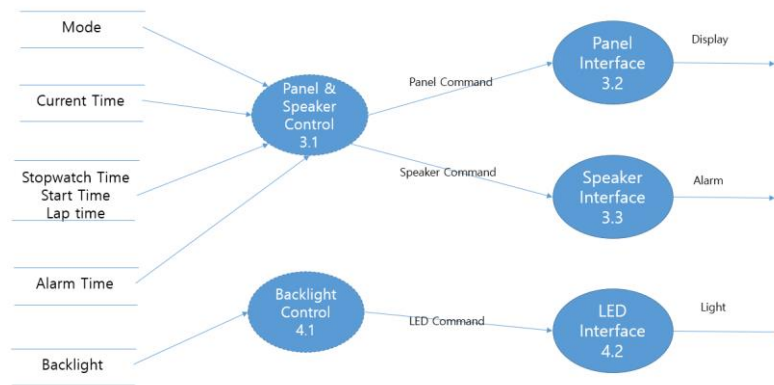 Mode
Current Time
Stopwatch Time
Start Time
Lap time
Alarm Time
Backlight
Panel &
Speaker
Control
3.1
Backlight
Control
4.1
Panel Command
Speaker Command
LED Command
Panel
Interface
3.2
Speaker
Interface
3.3
LED
Interface
4.2
Display
Alarm
Light